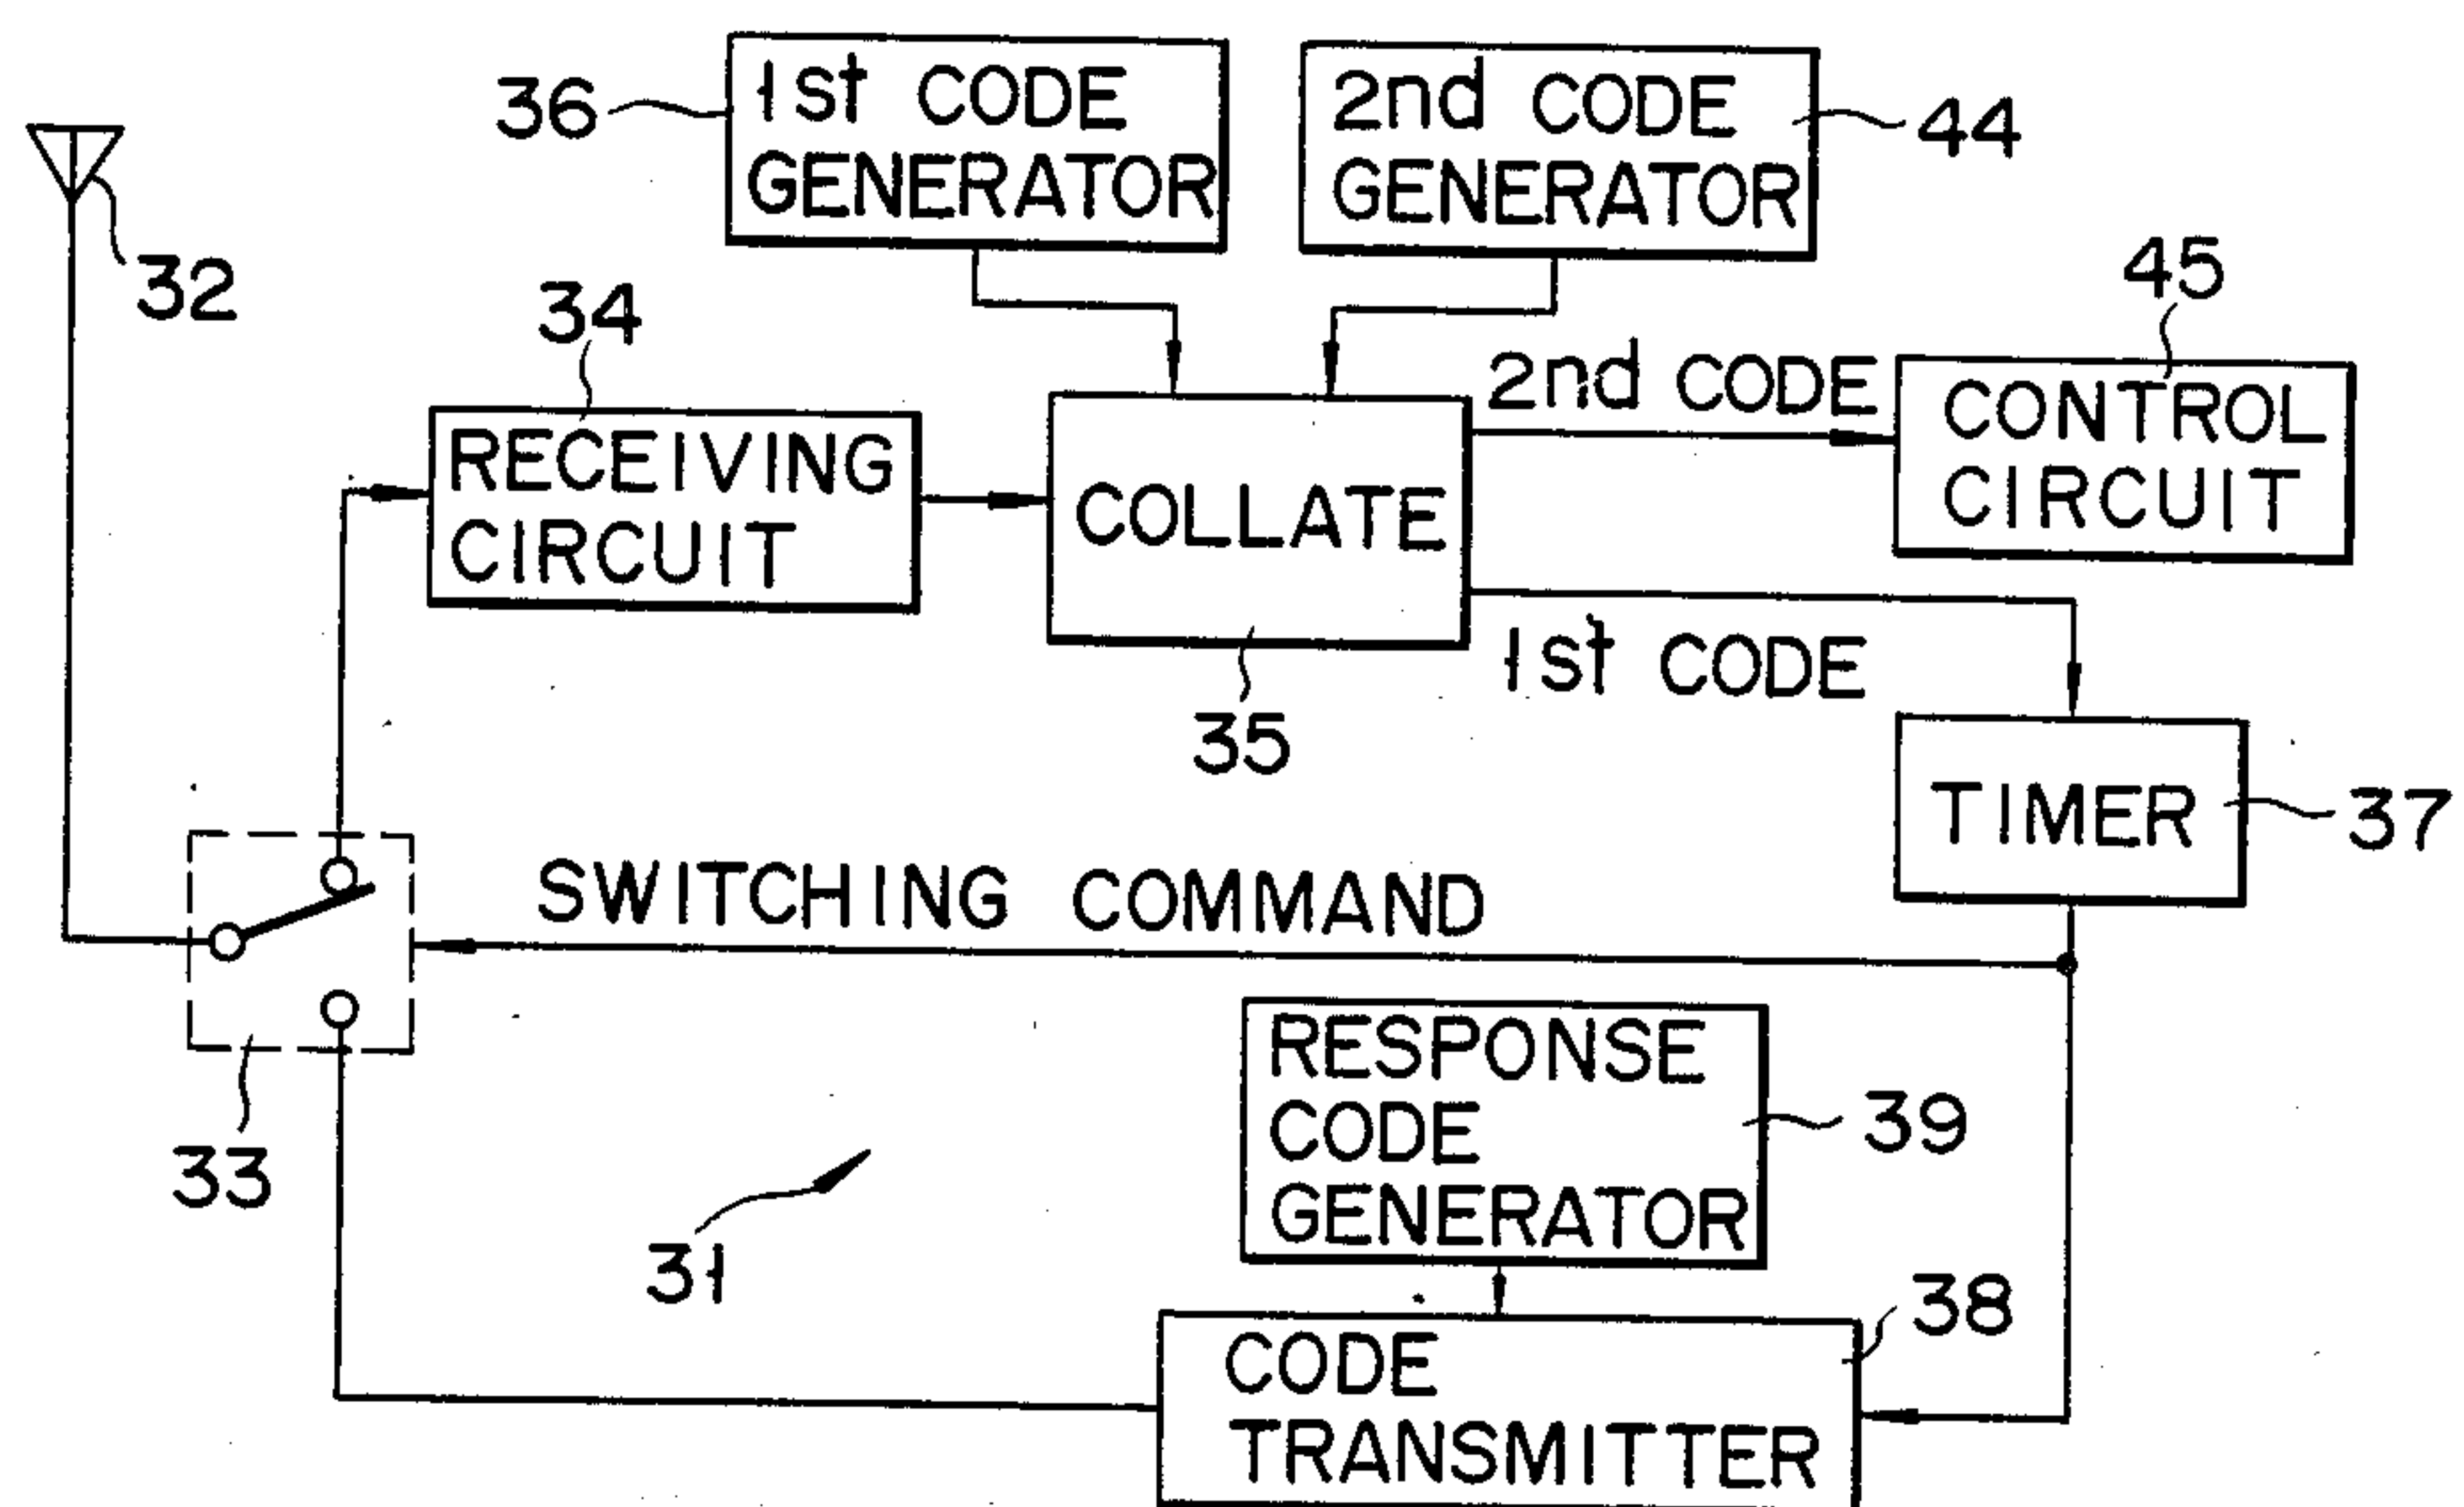 36
1st CODE
GENERATOR
2nd CODE
GENERATOR
44
32
34
45
RECEIVING
CIRCUIT
COLLATE
2nd CODE
CONTROL
CIRCUIT
1st CODE
35
TIMER
37
SWITCHING COMMAND
33
31
RESPONSE
CODE
GENERATOR
39
38
CODE
TRANSMITTER